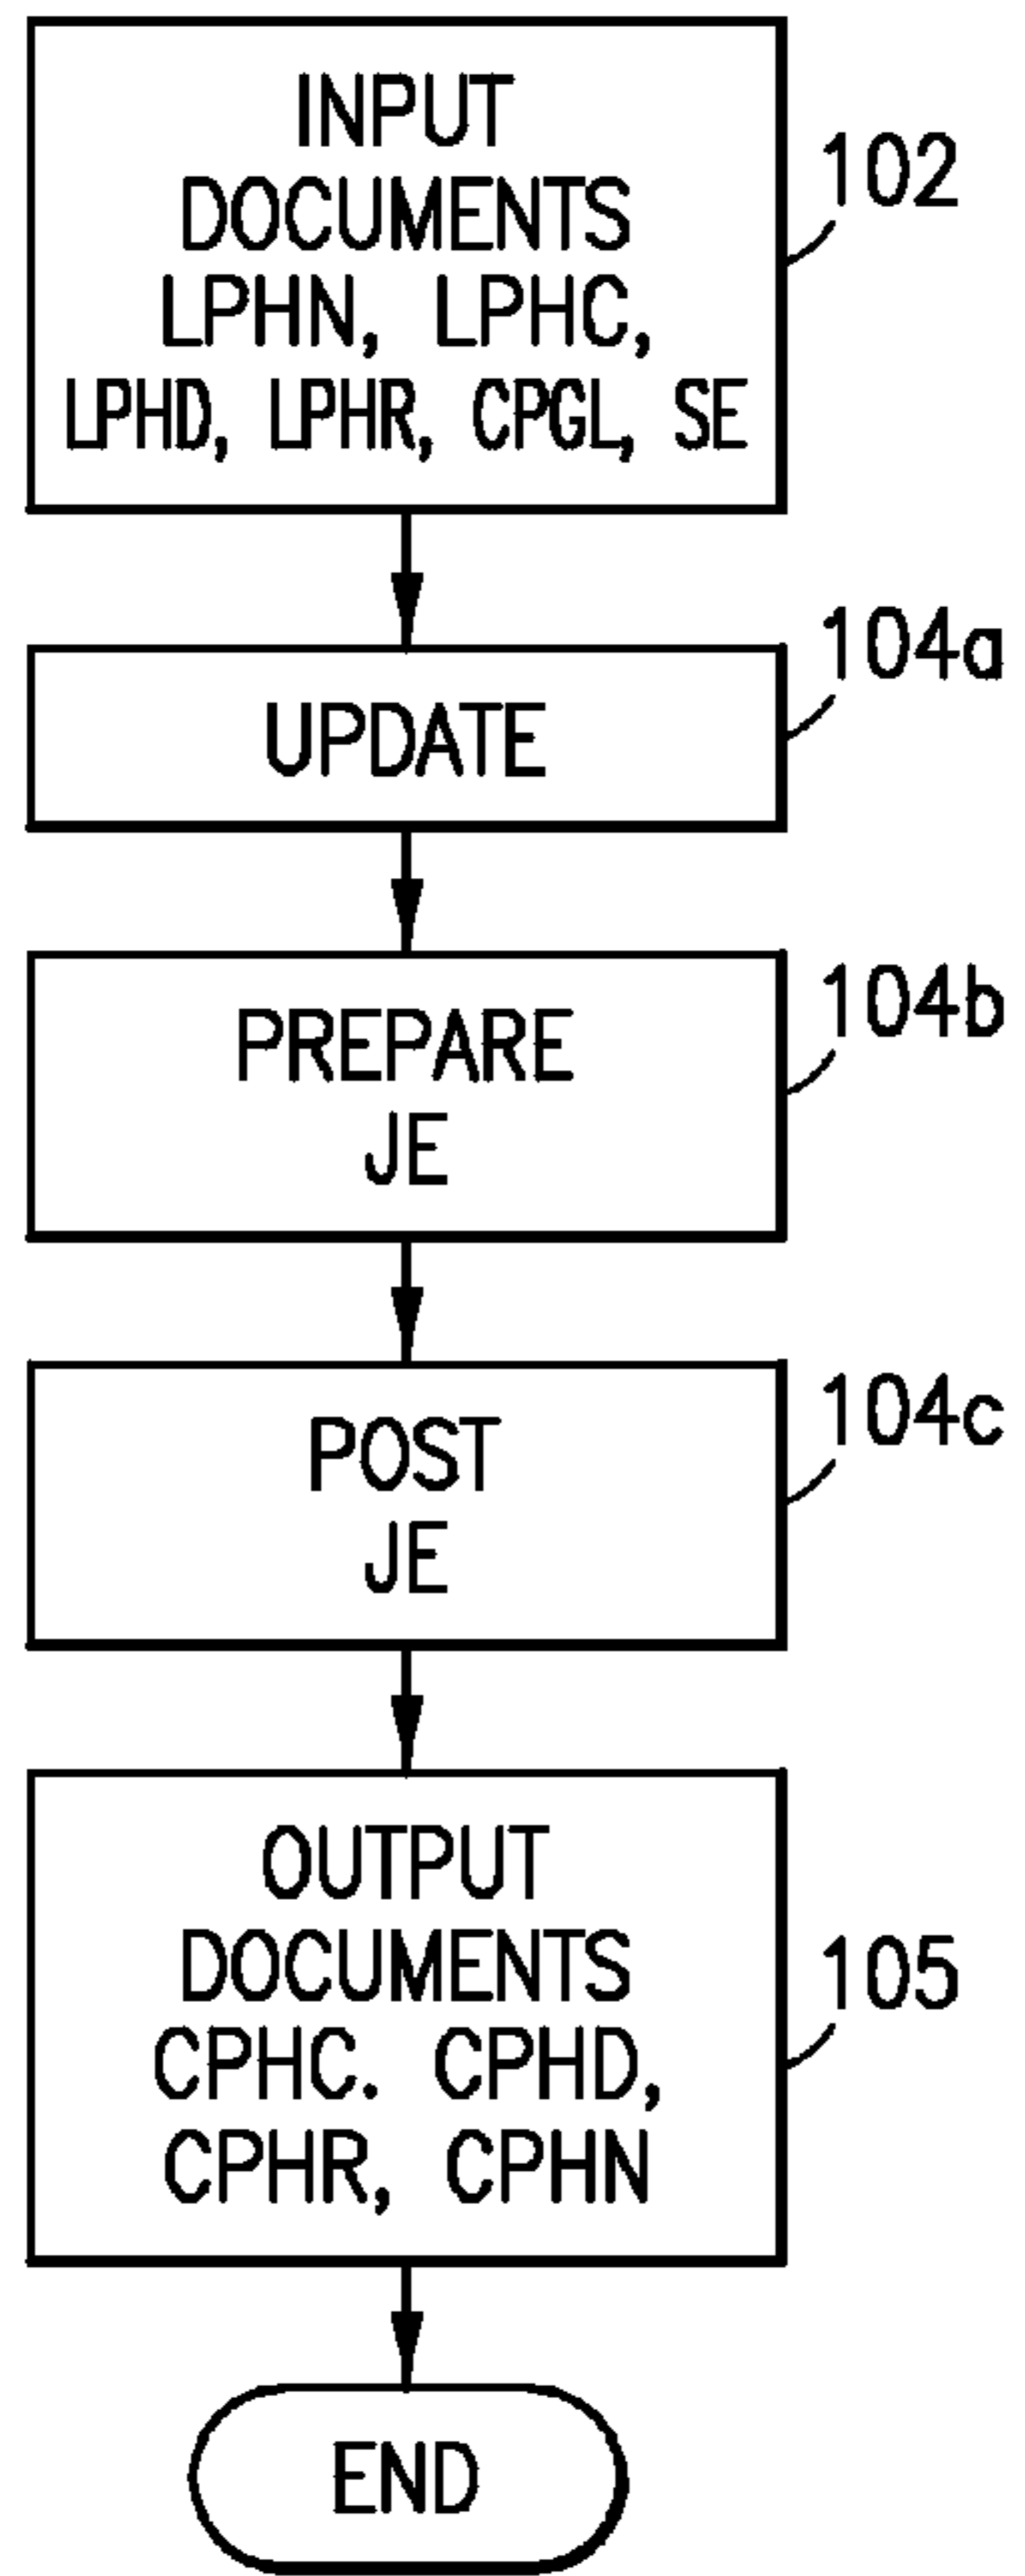 INPUT
DOCUMENTS
102
LPHN, LPHC,
LPHD, LPHR, CPGL, SE
104a
UPDATE
104b
PREPARE
JE
104c
POST
JE
OUTPUT
DOCUMENTS
105
CPHC. CPHD,
CPHR, CPHN
END